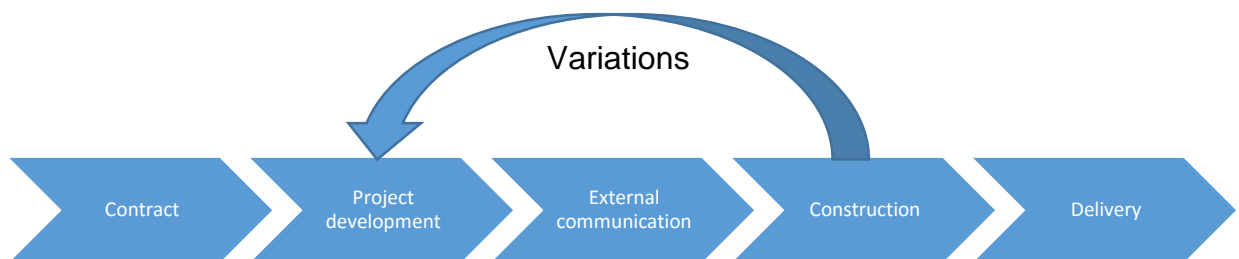 Variations
Contract
Project
development
External
communication
Construction
Delivery